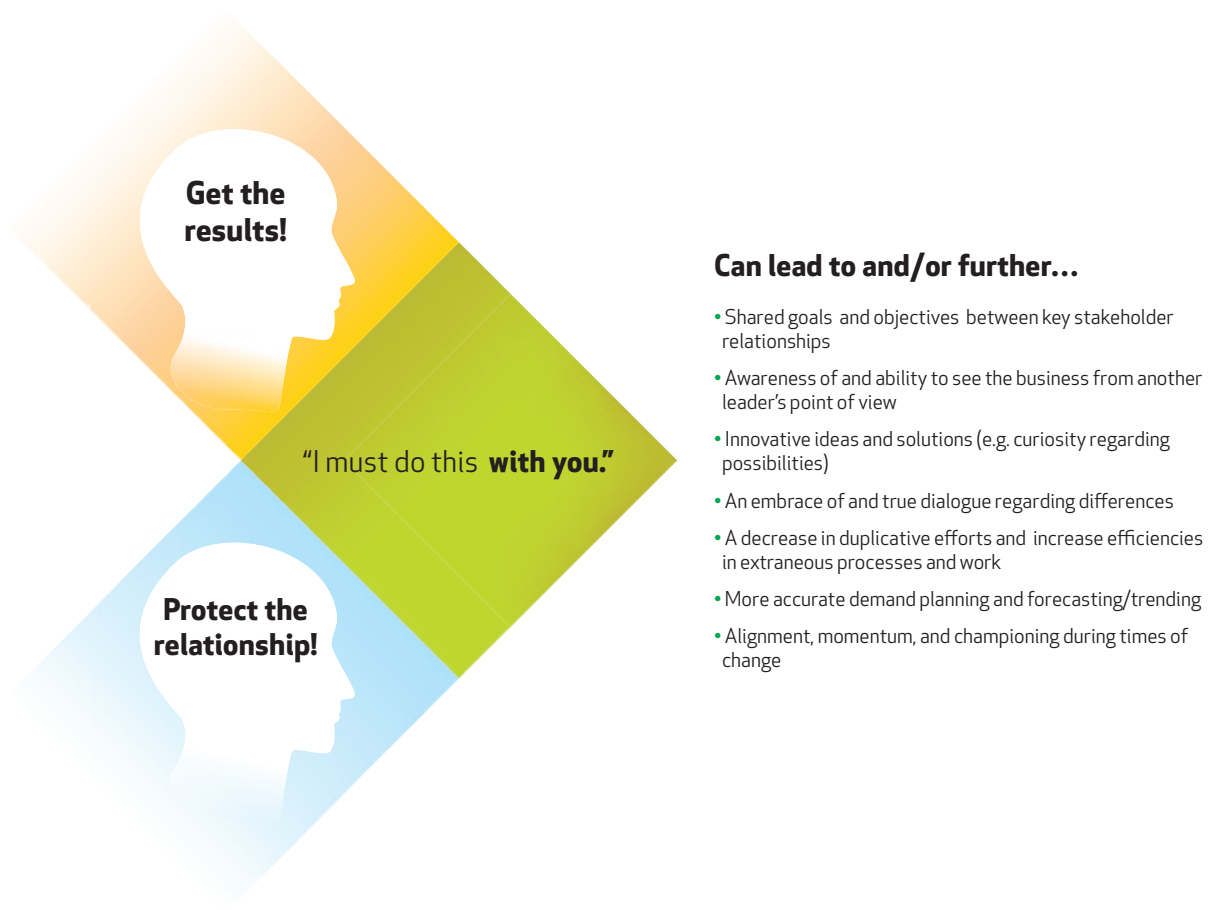 Get the
results!
"I must do this with you."
Protect the
relationship!
Can lead to and/or further...
• Shared goals and objectives between key stakeholder
relationships
• Awareness of and ability to see the business from another
leader's point of view
• Innovative ideas and solutions (e.g. curiosity regarding
possibilities)
• An embrace of and true dialogue regarding differences
• A decrease in duplicative efforts and increase efficiencies
in extraneous processes and work
• More accurate demand planning and forecasting/trending
• Alignment, momentum, and championing during times of
change